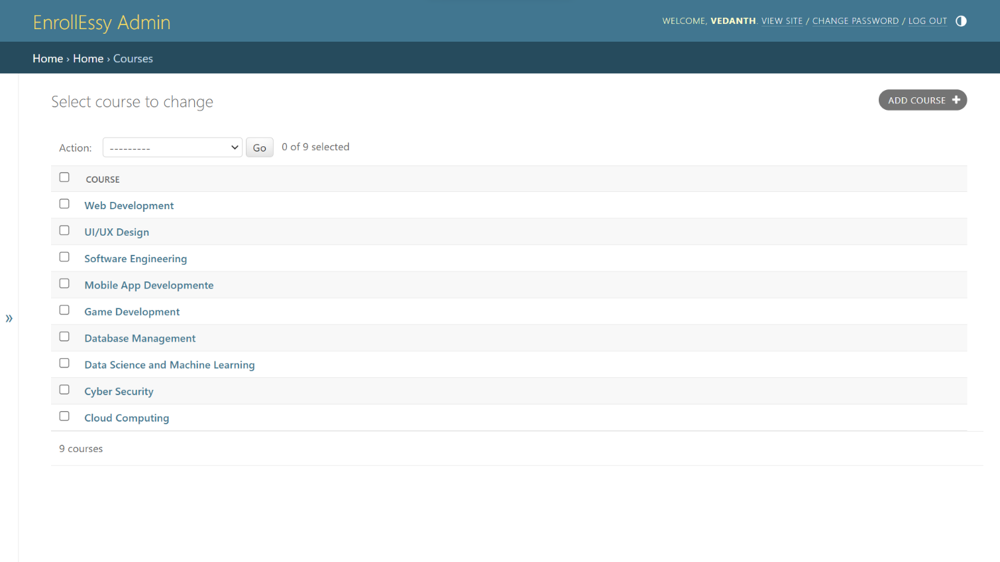 EnrollEssy Admin
WELCOME, VEDANTH. VIEW SITE / CHANGE PASSWORD / LOG OUT
Home › Home › Courses
Select course to change
ADD COURSE +
Action: --------- Go 0 of 9 selected
COURSE
Web Development
UI/UX Design
Software Engineering
Mobile App Developmente
Game Development
Database Management
Data Science and Machine Learning
Cyber Security
Cloud Computing
9 courses
»